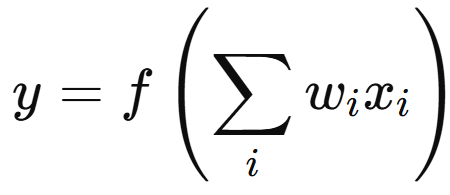 y = f ( ∑_i w_i x_i )